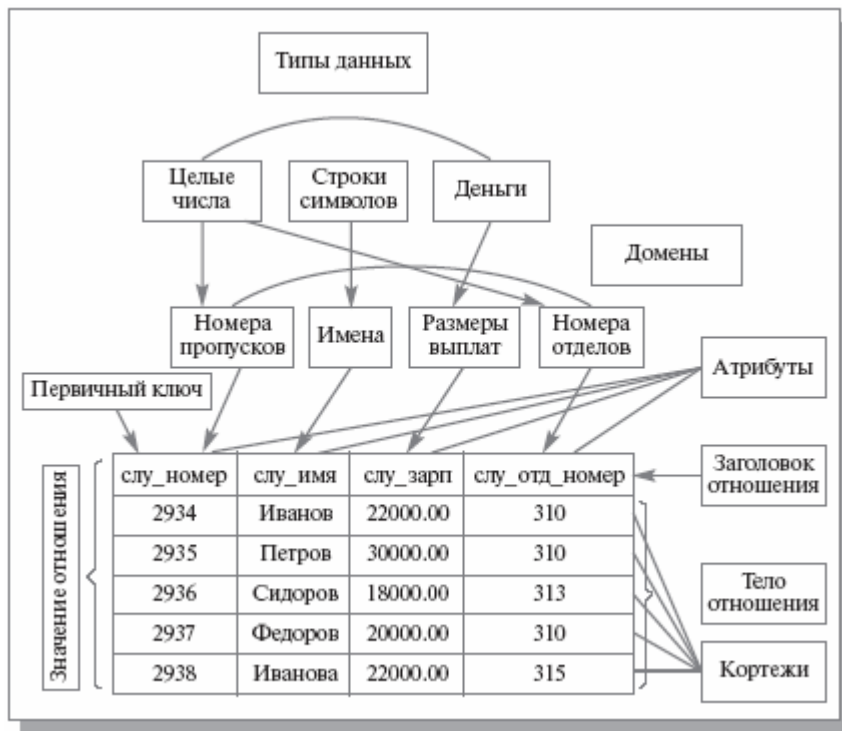 Типы данных
Целые
числа
Строки
символов
Деньги
Домены
Номера
пропусков
Имена
Размеры
выплат
Номера
отделов
Атрибуты
Первичный ключ
Заголовок
отношения
Значение отношения
слу_номер слу_имя слу_зарп слу_отд_номер
2934 Иванов 22000.00 310
2935 Петров 30000.00 310
2936 Сидоров 18000.00 313
2937 Федоров 20000.00 310
2938 Иванова 22000.00 315
Тело
отношения
Кортежи